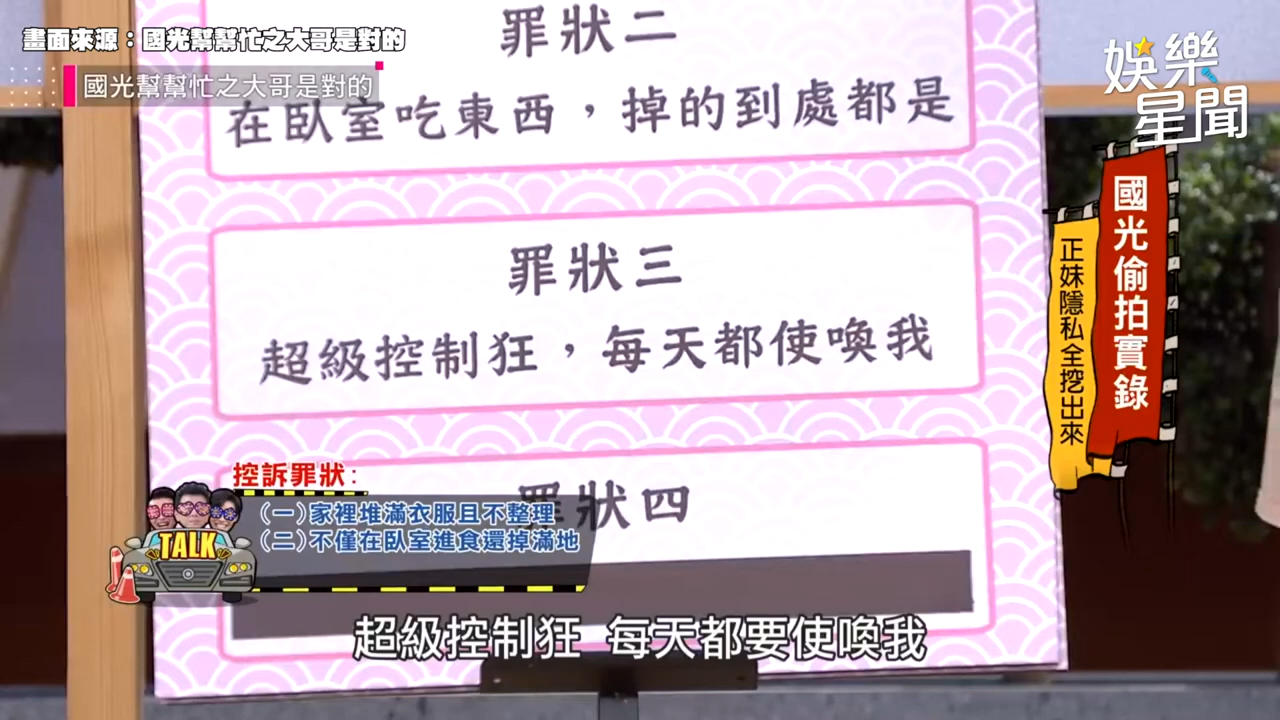 畫面來源：國光幫幫忙之大哥是對的
國光幫幫忙之大哥是對的
娛樂
星聞
罪狀二
在臥室吃東西，掉的到處都是
罪狀三
超級控制狂，每天都使喚我
罪狀四
國光偷拍實錄
正妹隱私全挖出來
控訴罪狀:
(一)家裡堆滿衣服且不整理
(二)不僅在臥室進食還掉滿地
TALK
超級控制狂 每天都要使喚我